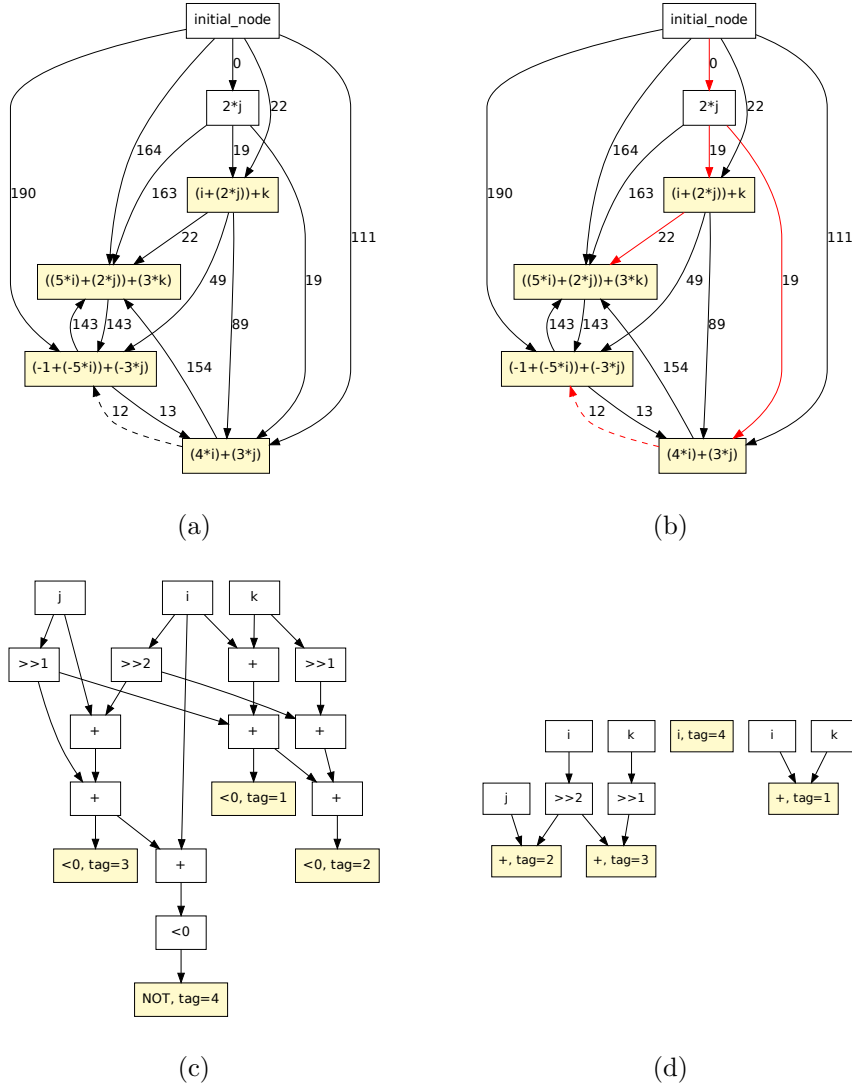 initial_node
0
2*j
22
164
19
163
190
(i+(2*j))+k
111
22
((5*i)+(2*j))+(3*k)
49
19
143
143
89
(-1+(-5*i))+(-3*j)
154
12
13
(4*i)+(3*j)
(a)
initial_node
0
2*j
22
164
19
163
190
(i+(2*j))+k
111
22
((5*i)+(2*j))+(3*k)
49
19
143
143
89
(-1+(-5*i))+(-3*j)
154
12
13
(4*i)+(3*j)
(b)
j
i
k
>>1
>>2
+
>>1
+
+
+
+
<0, tag=1
+
<0, tag=3
+
<0, tag=2
<0
NOT, tag=4
(c)
i
k
i, tag=4
i
k
j
>>2
>>1
+, tag=1
+, tag=2
+, tag=3
(d)